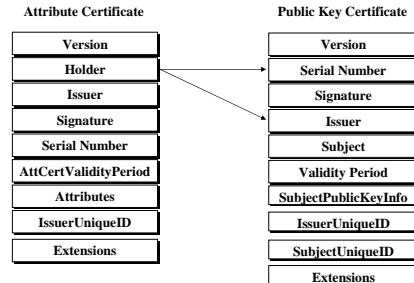 Attribute Certificate
Version
Holder
Issuer
Signature
Serial Number
AttCertValidityPeriod
Attributes
IssuerUniqueID
Extensions
Public Key Certificate
Version
Serial Number
Signature
Issuer
Subject
Validity Period
SubjectPublicKeyInfo
IssuerUniqueID
SubjectUniqueID
Extensions